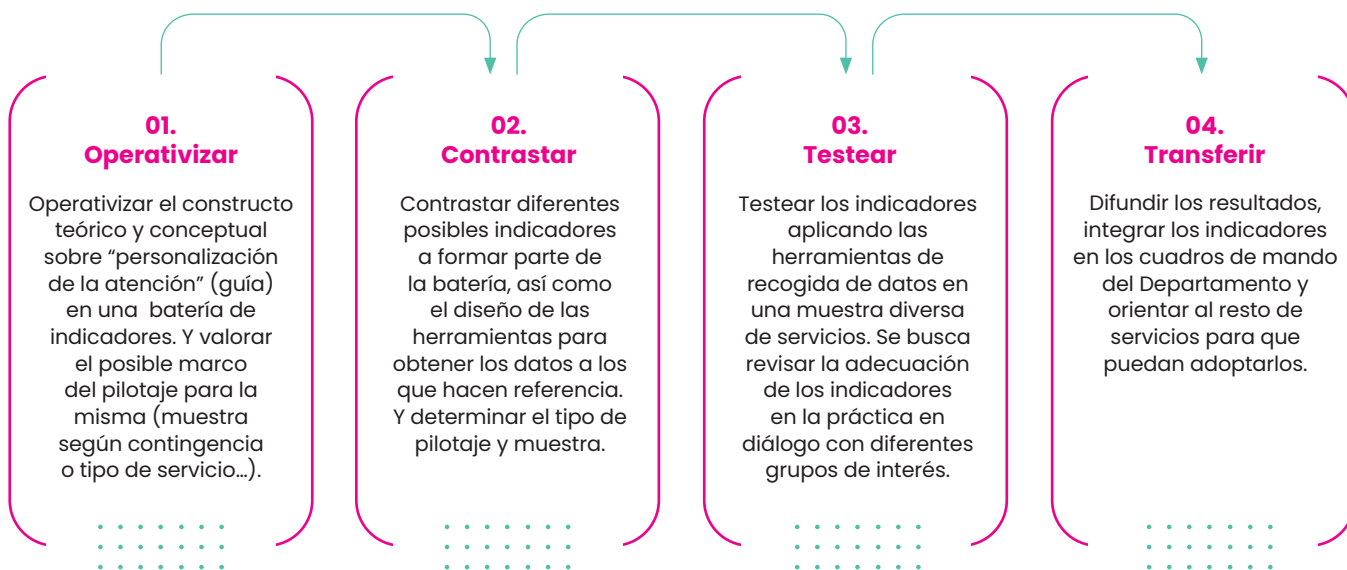 01.
Operativizar
Operativizar el constructo
teórico y conceptual
sobre “personalización
de la atención” (guía)
en una batería de
indicadores. Y valorar
el posible marco
del pilotaje para la
misma (muestra
según contingencia
o tipo de servicio...).
02.
Contrastar
Contrastar diferentes
posibles indicadores
a formar parte de
la batería, así como
el diseño de las
herramientas para
obtener los datos a los
que hacen referencia.
Y determinar el tipo de
pilotaje y muestra.
03.
Testear
Testear los indicadores
aplicando las
herramientas de
recogida de datos en
una muestra diversa
de servicios. Se busca
revisar la adecuación
de los indicadores
en la práctica en
diálogo con diferentes
grupos de interés.
04.
Transferir
Difundir los resultados,
integrar los indicadores
en los cuadros de mando
del Departamento y
orientar al resto de
servicios para que
puedan adoptarlos.